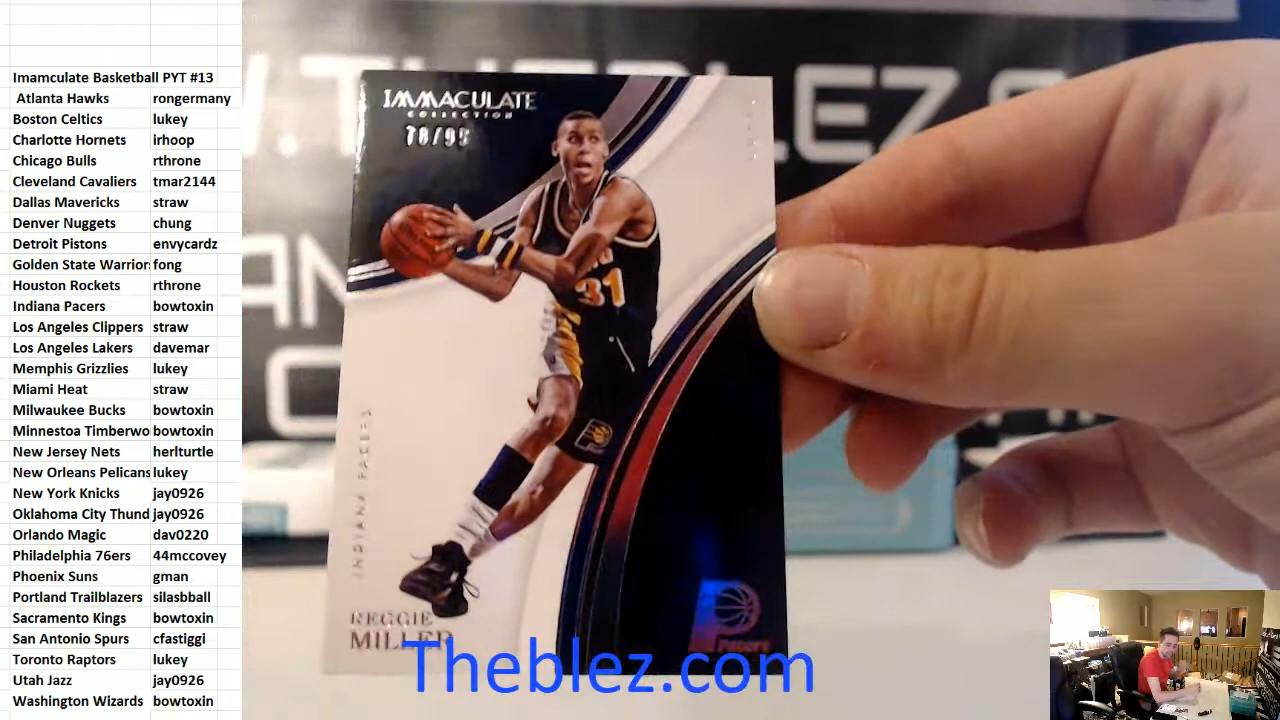 Imamculate Basketball PYT #13
Atlanta Hawks rongermany
Boston Celtics lukey
Charlotte Hornets irhoop
Chicago Bulls rthrone
Cleveland Cavaliers tmar2144
Dallas Mavericks straw
Denver Nuggets chung
Detroit Pistons envycardz
Golden State Warrior fong
Houston Rockets rthrone
Indiana Pacers bowtoxin
Los Angeles Clippers straw
Los Angeles Lakers davemar
Memphis Grizzlies lukey
Miami Heat straw
Milwaukee Bucks bowtoxin
Minnestoa Timberwo bowtoxin
New Jersey Nets herlturtle
New Orleans Pelicans lukey
New York Knicks jay0926
Oklahoma City Thund jay0926
Orlando Magic dav0220
Philadelphia 76ers 44mccovey
Phoenix Suns gman
Portland Trailblazers silasbball
Sacramento Kings bowtoxin
San Antonio Spurs cfastiggi
Toronto Raptors lukey
Utah Jazz jay0926
Washington Wizards bowtoxin
IMMACULATE
COLLECTION
78/99
31
INDIANA PACERS
REGGIE
MILLER
PACERS
Theblez.com